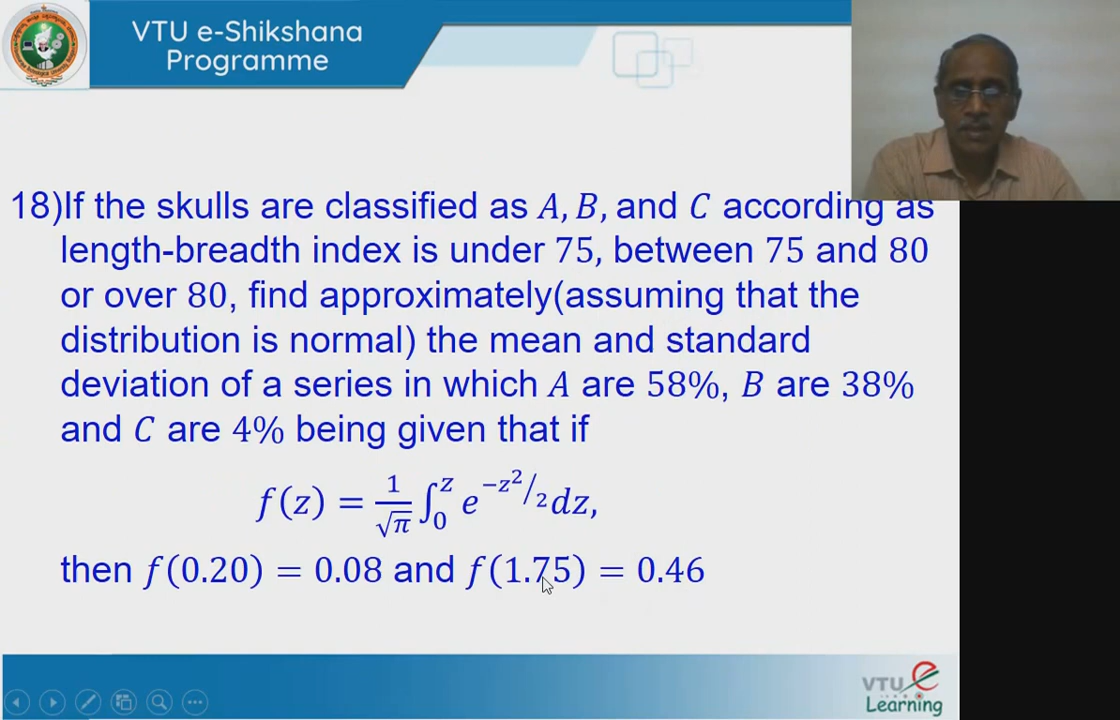 VTU e-Shikshana
Programme
18)If the skulls are classified as A, B, and C according as
length-breadth index is under 75, between 75 and 80
or over 80, find approximately(assuming that the
distribution is normal) the mean and standard
deviation of a series in which A are 58%, B are 38%
and C are 4% being given that if
f(z) = 1/√π ∫₀ᶻ e^(−z²/2) dz,
then f(0.20) = 0.08 and f(1.75) = 0.46
VTU e
Learning